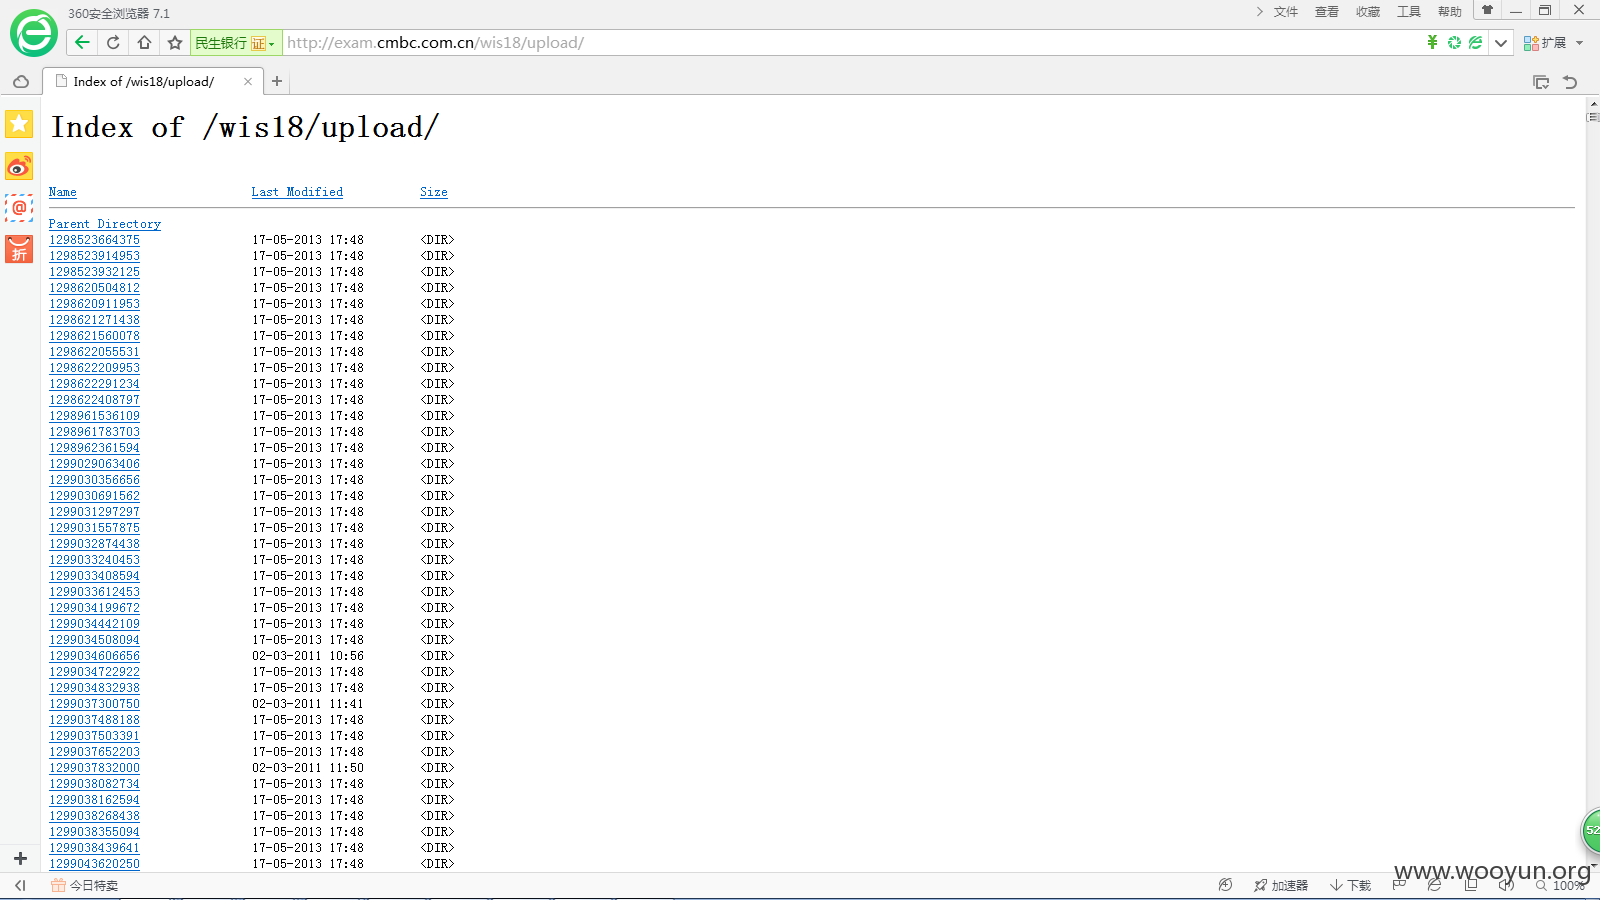 360安全浏览器 7.1
文件 查看 收藏 工具 帮助
民生银行 证 http://exam.cmbc.com.cn/wis18/upload/
扩展
Index of /wis18/upload/
Index of /wis18/upload/
Name Last Modified Size
Parent Directory
1298523664375 17-05-2013 17:48 <DIR>
1298523914953 17-05-2013 17:48 <DIR>
1298523932125 17-05-2013 17:48 <DIR>
1298620504812 17-05-2013 17:48 <DIR>
1298620911953 17-05-2013 17:48 <DIR>
1298621271438 17-05-2013 17:48 <DIR>
1298621560078 17-05-2013 17:48 <DIR>
1298622055531 17-05-2013 17:48 <DIR>
1298622209953 17-05-2013 17:48 <DIR>
1298622291234 17-05-2013 17:48 <DIR>
1298622408797 17-05-2013 17:48 <DIR>
1298961536109 17-05-2013 17:48 <DIR>
1298961783703 17-05-2013 17:48 <DIR>
1298962361594 17-05-2013 17:48 <DIR>
1299029063406 17-05-2013 17:48 <DIR>
1299030356656 17-05-2013 17:48 <DIR>
1299030691562 17-05-2013 17:48 <DIR>
1299031297297 17-05-2013 17:48 <DIR>
1299031557875 17-05-2013 17:48 <DIR>
1299032874438 17-05-2013 17:48 <DIR>
1299033240453 17-05-2013 17:48 <DIR>
1299033408594 17-05-2013 17:48 <DIR>
1299033612453 17-05-2013 17:48 <DIR>
1299034199672 17-05-2013 17:48 <DIR>
1299034442109 17-05-2013 17:48 <DIR>
1299034508094 17-05-2013 17:48 <DIR>
1299034606656 02-03-2011 10:56 <DIR>
1299034722922 17-05-2013 17:48 <DIR>
1299034832938 17-05-2013 17:48 <DIR>
1299037300750 02-03-2011 11:41 <DIR>
1299037488188 17-05-2013 17:48 <DIR>
1299037503391 17-05-2013 17:48 <DIR>
1299037652203 17-05-2013 17:48 <DIR>
1299037832000 02-03-2011 11:50 <DIR>
1299038082734 17-05-2013 17:48 <DIR>
1299038162594 17-05-2013 17:48 <DIR>
1299038268438 17-05-2013 17:48 <DIR>
1299038355094 17-05-2013 17:48 <DIR>
1299038439641 17-05-2013 17:48 <DIR>
1299043620250 17-05-2013 17:48 <DIR>
折
52
www.wooyun.org
今日特卖 加速器 下载 100%